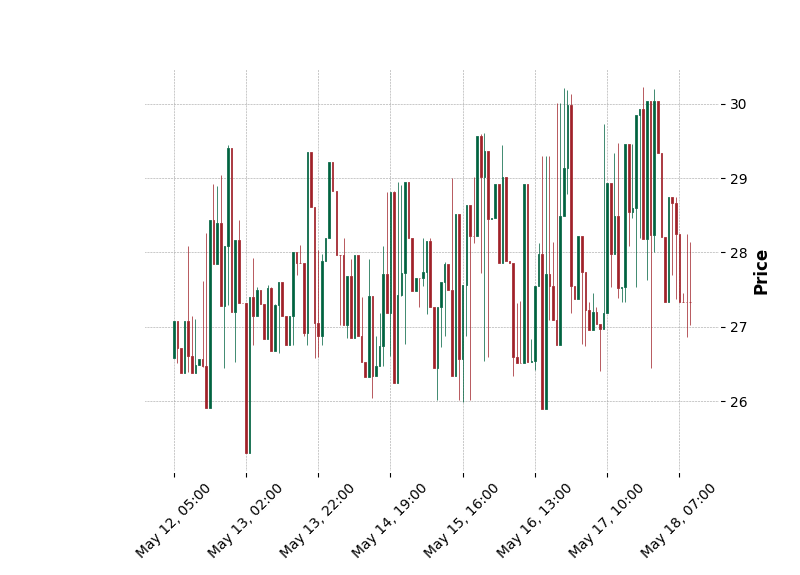 30
29
28
27
26
Price
May 12, 05:00
May 13, 02:00
May 13, 22:00
May 14, 19:00
May 15, 16:00
May 16, 13:00
May 17, 10:00
May 18, 07:00